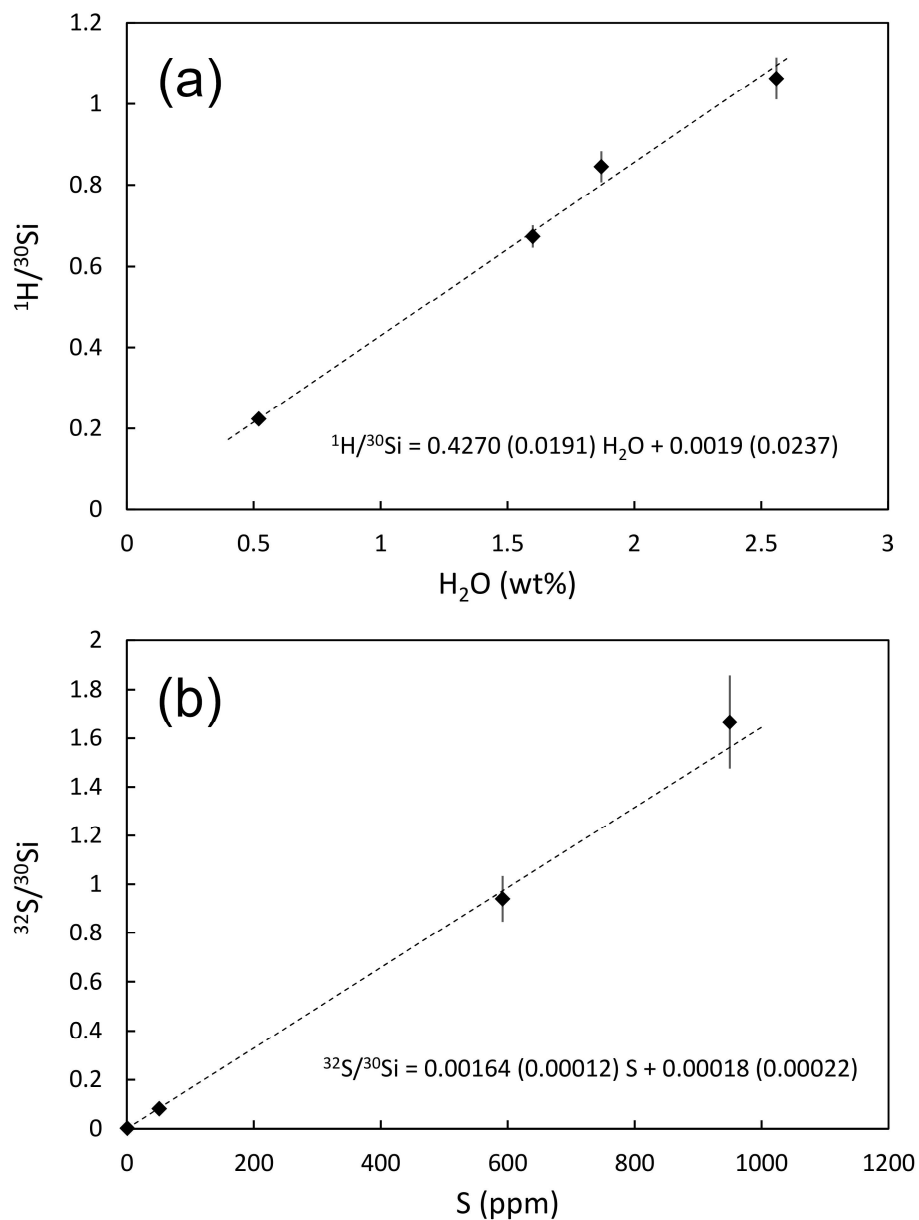 (a)
1.2
1
0.8
0.6
0.4
0.2
0
¹H/³⁰Si
¹H/³⁰Si = 0.4270 (0.0191) H₂O + 0.0019 (0.0237)
0 0.5 1 1.5 2 2.5 3
H₂O (wt%)
(b)
2
1.8
1.6
1.4
1.2
1
0.8
0.6
0.4
0.2
0
³²S/³⁰Si
³²S/³⁰Si = 0.00164 (0.00012) S + 0.00018 (0.00022)
0 200 400 600 800 1000 1200
S (ppm)